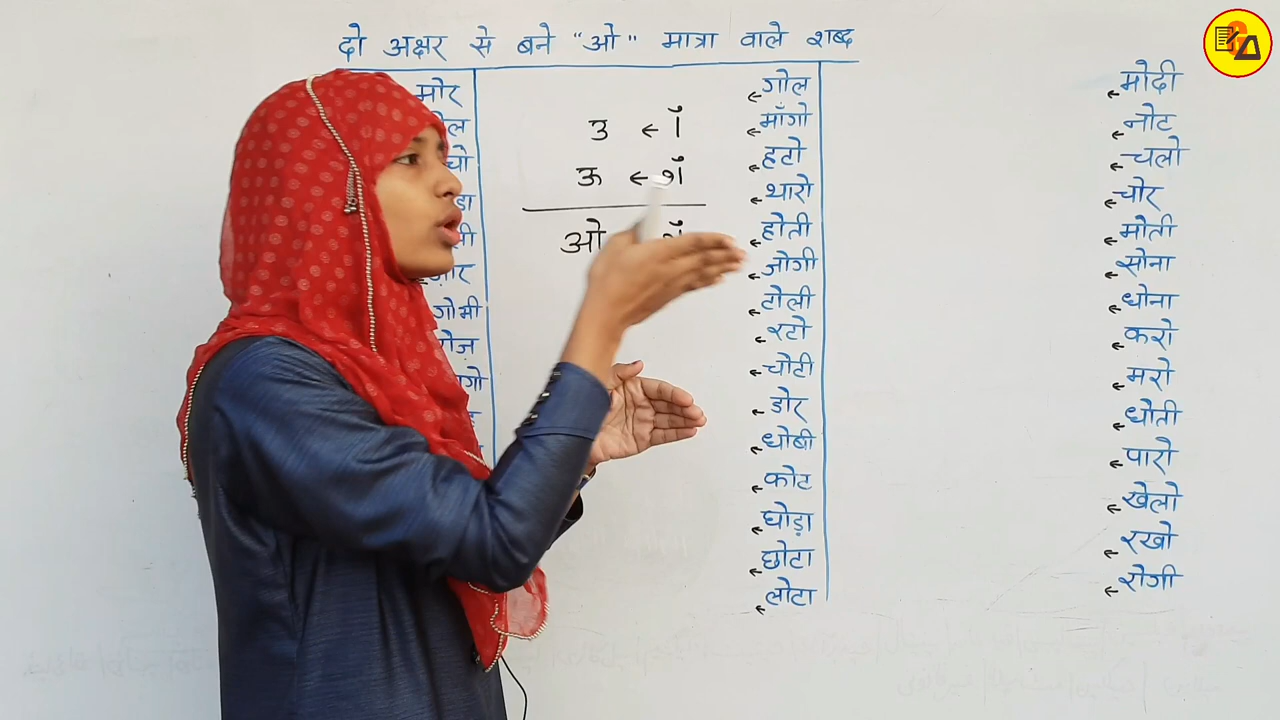 दो अक्षर से बने "ओ" मात्रा वाले शब्द
मोर
गोभी
उ ← اُ
ऊ ←
ओ
गोल
माँगो
हटो
थारो
होती
जोगी
टोली
रटो
चोटी
डोर
धोबी
कोट
घोड़ा
छोटा
लोटा
मोदी
नोट
चलो
चोर
मोती
सोना
धोना
करो
मरो
धोती
पारो
खेलो
रखो
रोगी